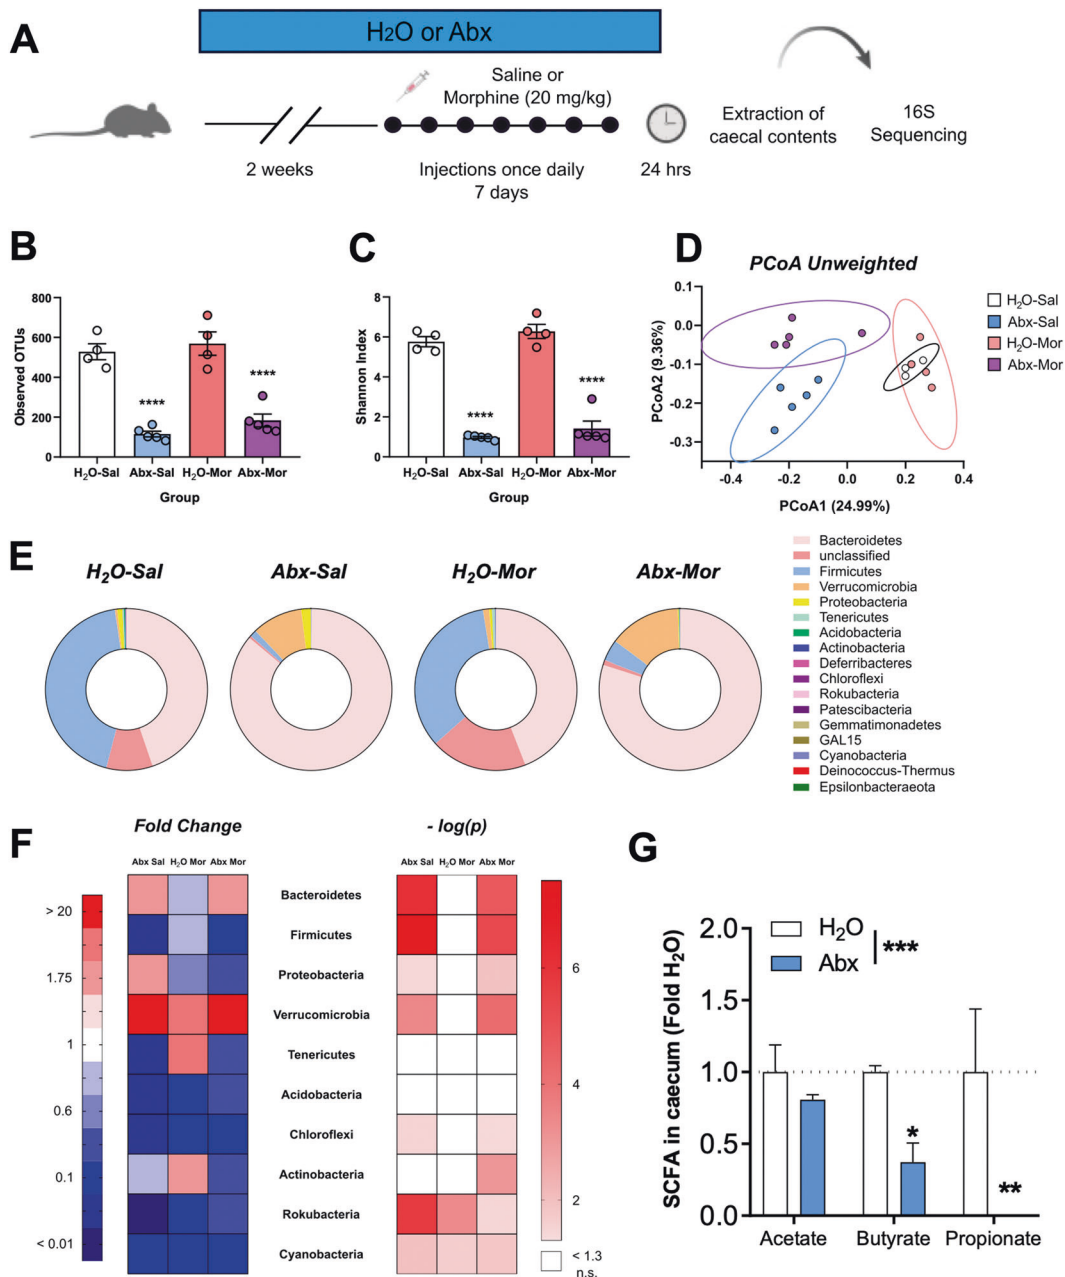 A
H2O or Abx
Saline or
Morphine (20 mg/kg)
2 weeks
Injections once daily
7 days
24 hrs
Extraction of
caecal contents
16S
Sequencing
B
Observed OTUs
800
600
400
200
0
****
****
H₂O-Sal
Abx-Sal
H₂O-Mor
Abx-Mor
Group
C
Shannon Index
8
6
4
2
0
****
****
H₂O-Sal
Abx-Sal
H₂O-Mor
Abx-Mor
Group
D
PCoA Unweighted
PCoA2 (9.36%)
0.1
0.0
-0.1
-0.2
-0.3
-0.4
-0.2
0.0
0.2
0.4
PCoA1 (24.99%)
H₂O-Sal
Abx-Sal
H₂O-Mor
Abx-Mor
E
H₂O-Sal
Abx-Sal
H₂O-Mor
Abx-Mor
Bacteroidetes
unclassified
Firmicutes
Verrucomicrobia
Proteobacteria
Tenericutes
Acidobacteria
Actinobacteria
Deferribacteres
Chloroflexi
Rokubacteria
Patescibacteria
Gemmatimonadetes
GAL15
Cyanobacteria
Deinococcus-Thermus
Epsilonbacteraeota
F
Fold Change
Abx Sal
H₂O Mor
Abx Mor
> 20
1.75
1
0.6
0.1
< 0.01
Bacteroidetes
Firmicutes
Proteobacteria
Verrucomicrobia
Tenericutes
Acidobacteria
Chloroflexi
Actinobacteria
Rokubacteria
Cyanobacteria
- log(p)
Abx Sal
H₂O Mor
Abx Mor
6
4
2
< 1.3
n.s.
G
SCFA in caecum (Fold H₂O)
2.0
1.5
1.0
0.5
0.0
H₂O
Abx
***
*
**
Acetate
Butyrate
Propionate